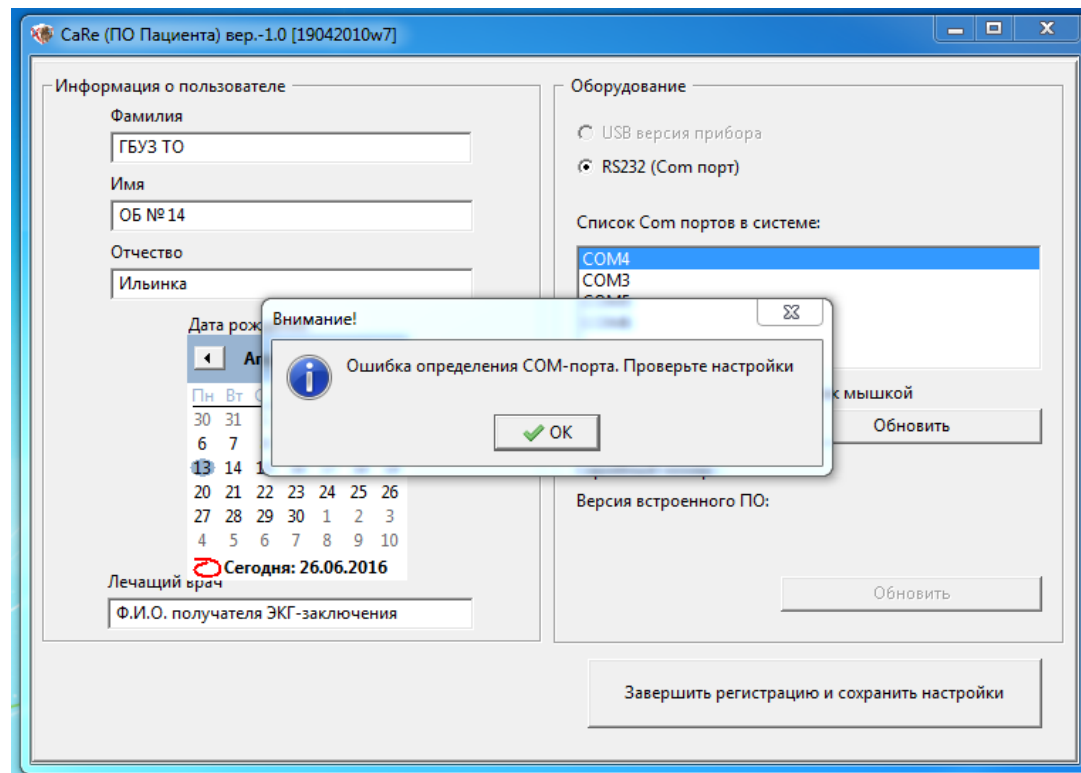 CaRe (ПО Пациента) вер.-1.0 [19042010w7]
Информация о пользователе
Фамилия
ГБУЗ ТО
Имя
ОБ № 14
Отчество
Ильинка
Дата рож
Ап
Пн Вт
30 31
6 7
13 14 1
20 21 22 23 24 25 26
27 28 29 30 1 2 3
4 5 6 7 8 9 10
Сегодня: 26.06.2016
Лечащий врач
Ф.И.О. получателя ЭКГ-заключения
Оборудование
USB версия прибора
RS232 (Com порт)
Список Com портов в системе:
COM4
COM3
COM5
к мышкой
Обновить
Версия встроенного ПО:
Обновить
Завершить регистрацию и сохранить настройки
Внимание!
Ошибка определения COM-порта. Проверьте настройки
OK